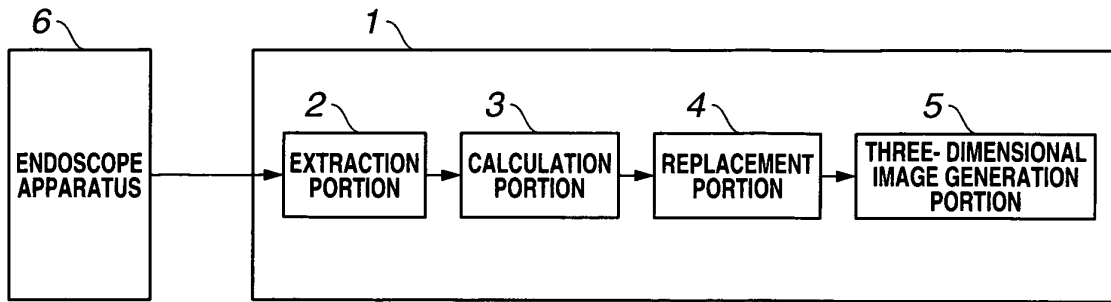 6
1
2
3
4
5
ENDOSCOPE
APPARATUS
EXTRACTION
PORTION
CALCULATION
PORTION
REPLACEMENT
PORTION
THREE- DIMENSIONAL
IMAGE GENERATION
PORTION